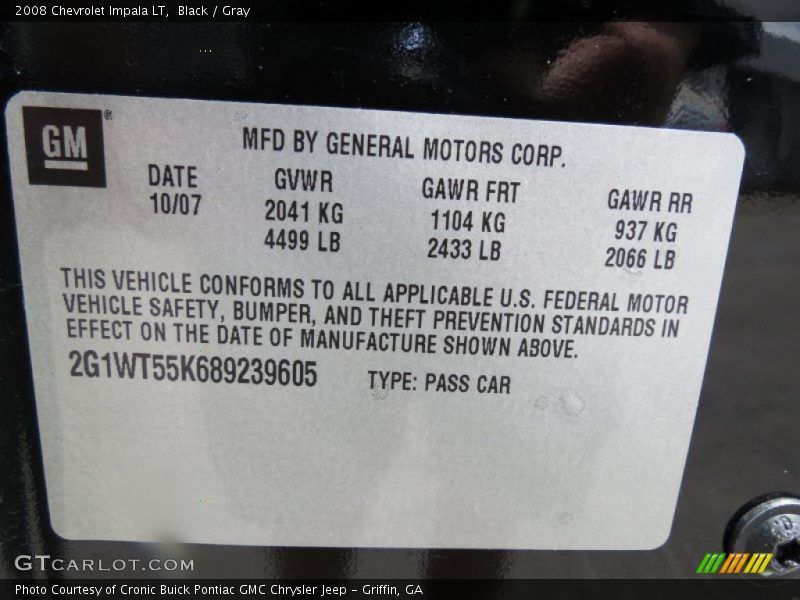 2008 Chevrolet Impala LT, Black / Gray
GM®
MFD BY GENERAL MOTORS CORP.
DATE GVWR GAWR FRT GAWR RR
10/07 2041 KG 1104 KG 937 KG
4499 LB 2433 LB 2066 LB
THIS VEHICLE CONFORMS TO ALL APPLICABLE U.S. FEDERAL MOTOR
VEHICLE SAFETY, BUMPER, AND THEFT PREVENTION STANDARDS IN
EFFECT ON THE DATE OF MANUFACTURE SHOWN ABOVE.
2G1WT55K689239605 TYPE: PASS CAR
GTCARLOT.COM
Photo Courtesy of Cronic Buick Pontiac GMC Chrysler Jeep - Griffin, GA